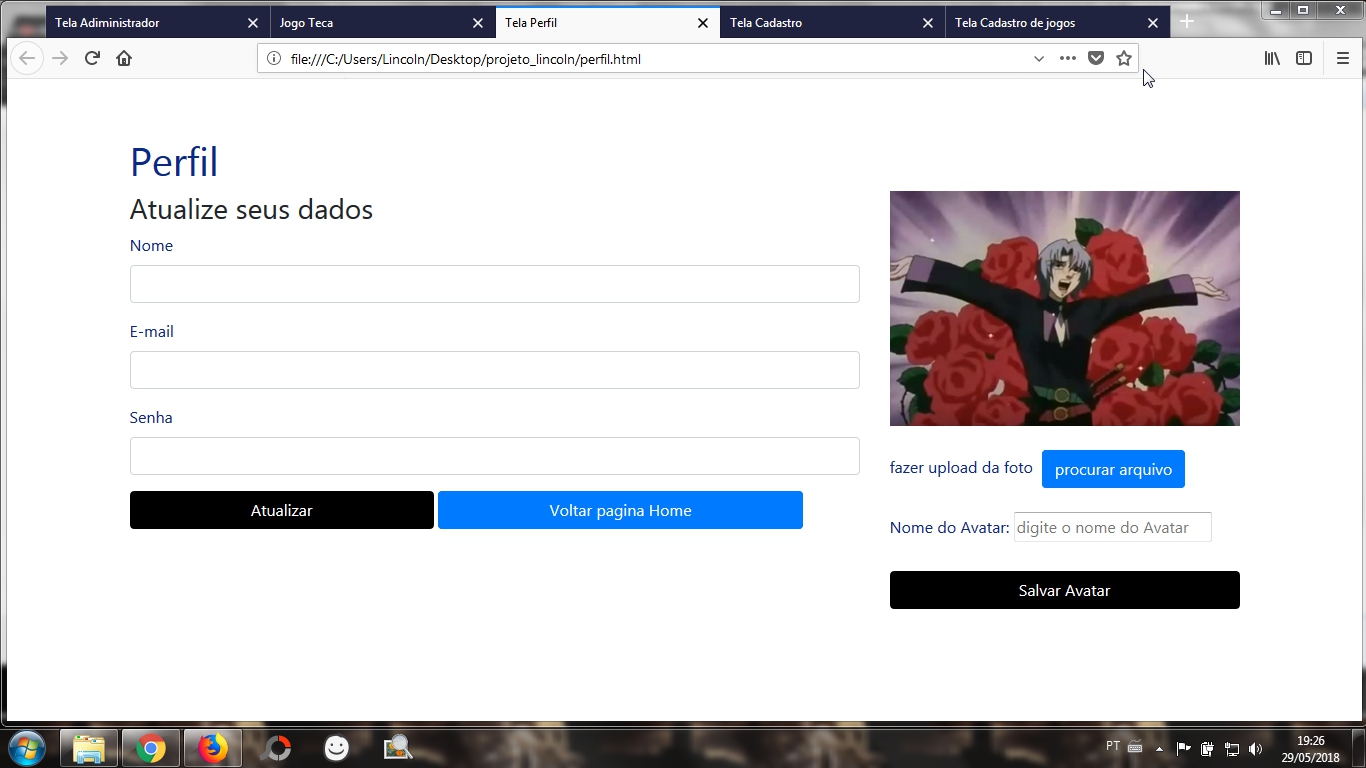 Tela Adiministrador
Jogo Teca
Tela Perfil
Tela Cadastro
Tela Cadastro de jogos
file:///C:/Users/Lincoln/Desktop/projeto_lincoln/perfil.html
Perfil
Atualize seus dados
Nome
E-mail
Senha
Atualizar
Voltar pagina Home
fazer upload da foto
procurar arquivo
Nome do Avatar:
digite o nome do Avatar
Salvar Avatar
PT
19:26
29/05/2018